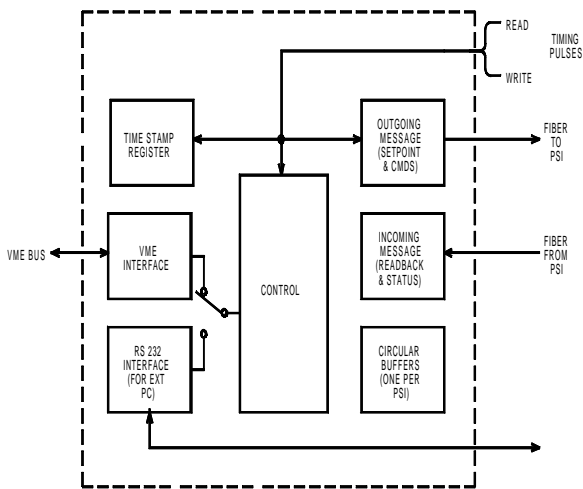 READ
TIMING
PULSES
WRITE
TIME STAMP
REGISTER
OUTGOING
MESSAGE
(SETPOINT
& CMDS)
FIBER
TO
PSI
VME BUS
VME
INTERFACE
CONTROL
INCOMING
MESSAGE
(READBACK
& STATUS)
FIBER
FROM
PSI
RS 232
INTERFACE
(FOR EXT
PC)
CIRCULAR
BUFFERS
(ONE PER
PSI)